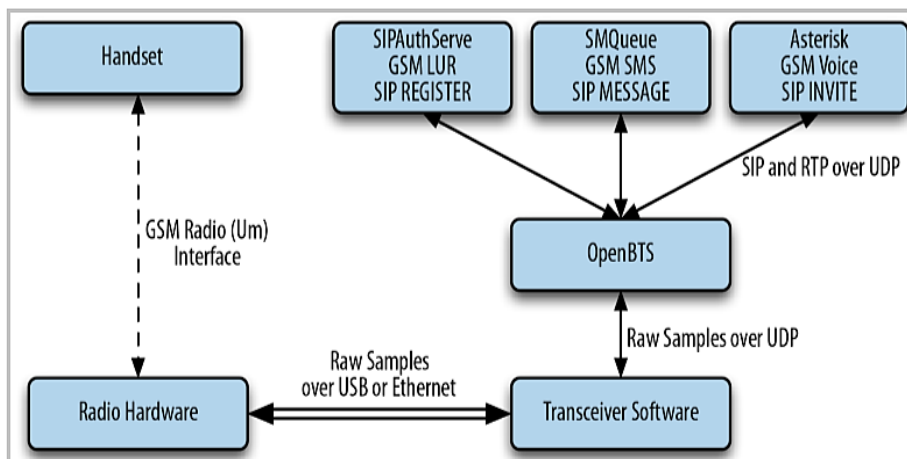 Handset
SIPAuthServe
GSM LUR
SIP REGISTER
SMQueue
GSM SMS
SIP MESSAGE
Asterisk
GSM Voice
SIP INVITE
SIP and RTP over UDP
GSM Radio (Um)
Interface
OpenBTS
Raw Samples over UDP
Raw Samples
over USB or Ethernet
Radio Hardware
Transceiver Software